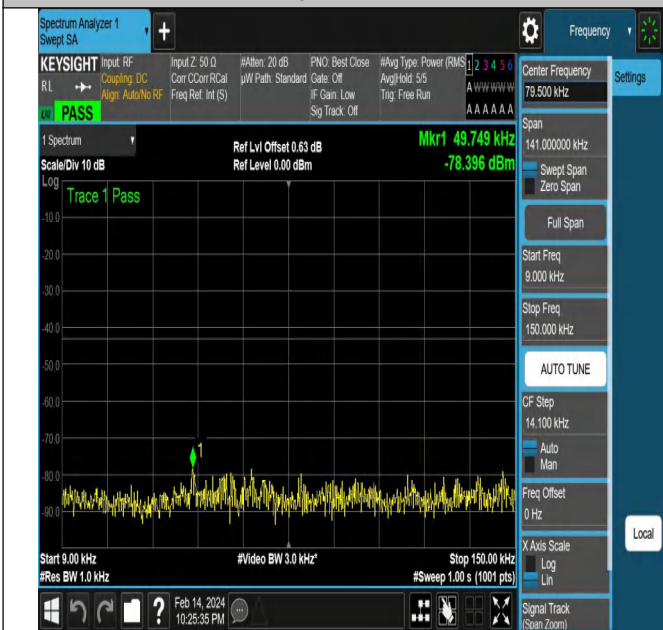 Spectrum Analyzer 1
Swept SA
Frequency
KEYSIGHT
RL
LXI
PASS
Input: RF
Coupling: DC
Align: Auto/No RF
Input Z: 50 Ω
Corr CCorr RCal
Freq Ref: Int (S)
#Atten: 20 dB
µW Path: Standard
PNO: Best Close
Gate: Off
IF Gain: Low
Sig Track: Off
#Avg Type: Power (RMS
Avg|Hold: 5/5
Trig: Free Run
1 2 3 4 5 6
A W W W W W
A A A A A A
1 Spectrum
Scale/Div 10 dB
Ref Lvl Offset 0.63 dB
Ref Level 0.00 dBm
Mkr1 49.749 kHz
-78.396 dBm
Log
Trace 1 Pass
-10.0
-20.0
-30.0
-40.0
-50.0
-60.0
-70.0
-80.0
-90.0
1
Start 9.00 kHz
#Res BW 1.0 kHz
#Video BW 3.0 kHz*
Stop 150.00 kHz
#Sweep 1.00 s (1001 pts)
?
Feb 14, 2024
10:25:35 PM
Center Frequency
79.500 kHz
Settings
Span
141.000000 kHz
Swept Span
Zero Span
Full Span
Start Freq
9.000 kHz
Stop Freq
150.000 kHz
AUTO TUNE
CF Step
14.100 kHz
Auto
Man
Freq Offset
0 Hz
Local
X Axis Scale
Log
Lin
Signal Track
(Span Zoom)